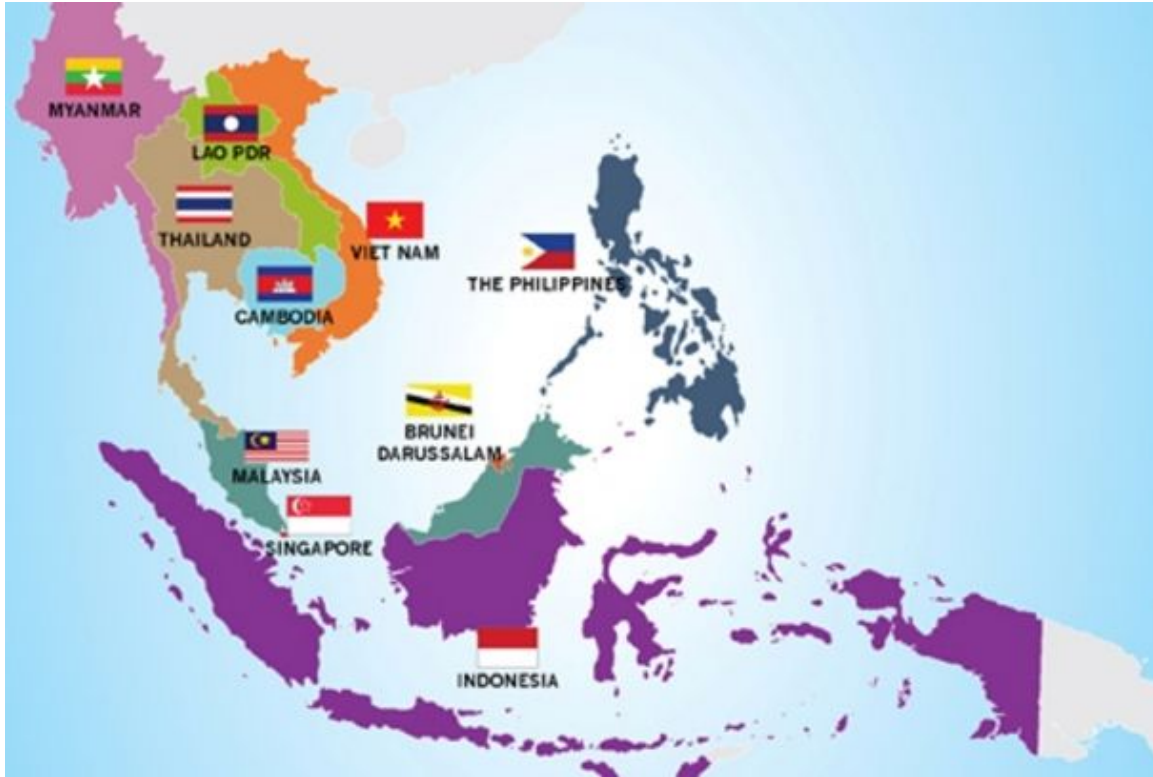 MYANMAR
LAO PDR
THAILAND
VIET NAM
CAMBODIA
THE PHILIPPINES
BRUNEI
DARUSSALAM
MALAYSIA
SINGAPORE
INDONESIA